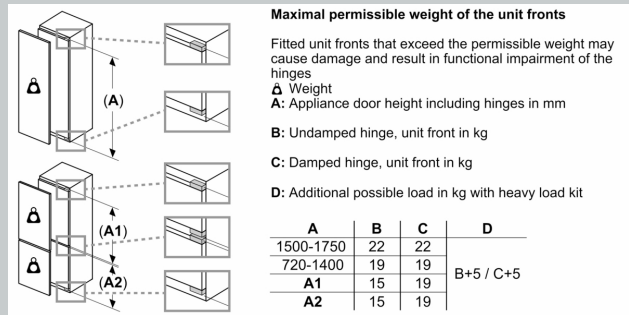 Maximal permissible weight of the unit fronts
Fitted unit fronts that exceed the permissible weight may
cause damage and result in functional impairment of the
hinges
Weight
A: Appliance door height including hinges in mm
B: Undamped hinge, unit front in kg
C: Damped hinge, unit front in kg
D: Additional possible load in kg with heavy load kit
(A)
(A1)
(A2)
A B C D
1500-1750 22 22
720-1400 19 19
B+5 / C+5
A1 15 19
A2 15 19